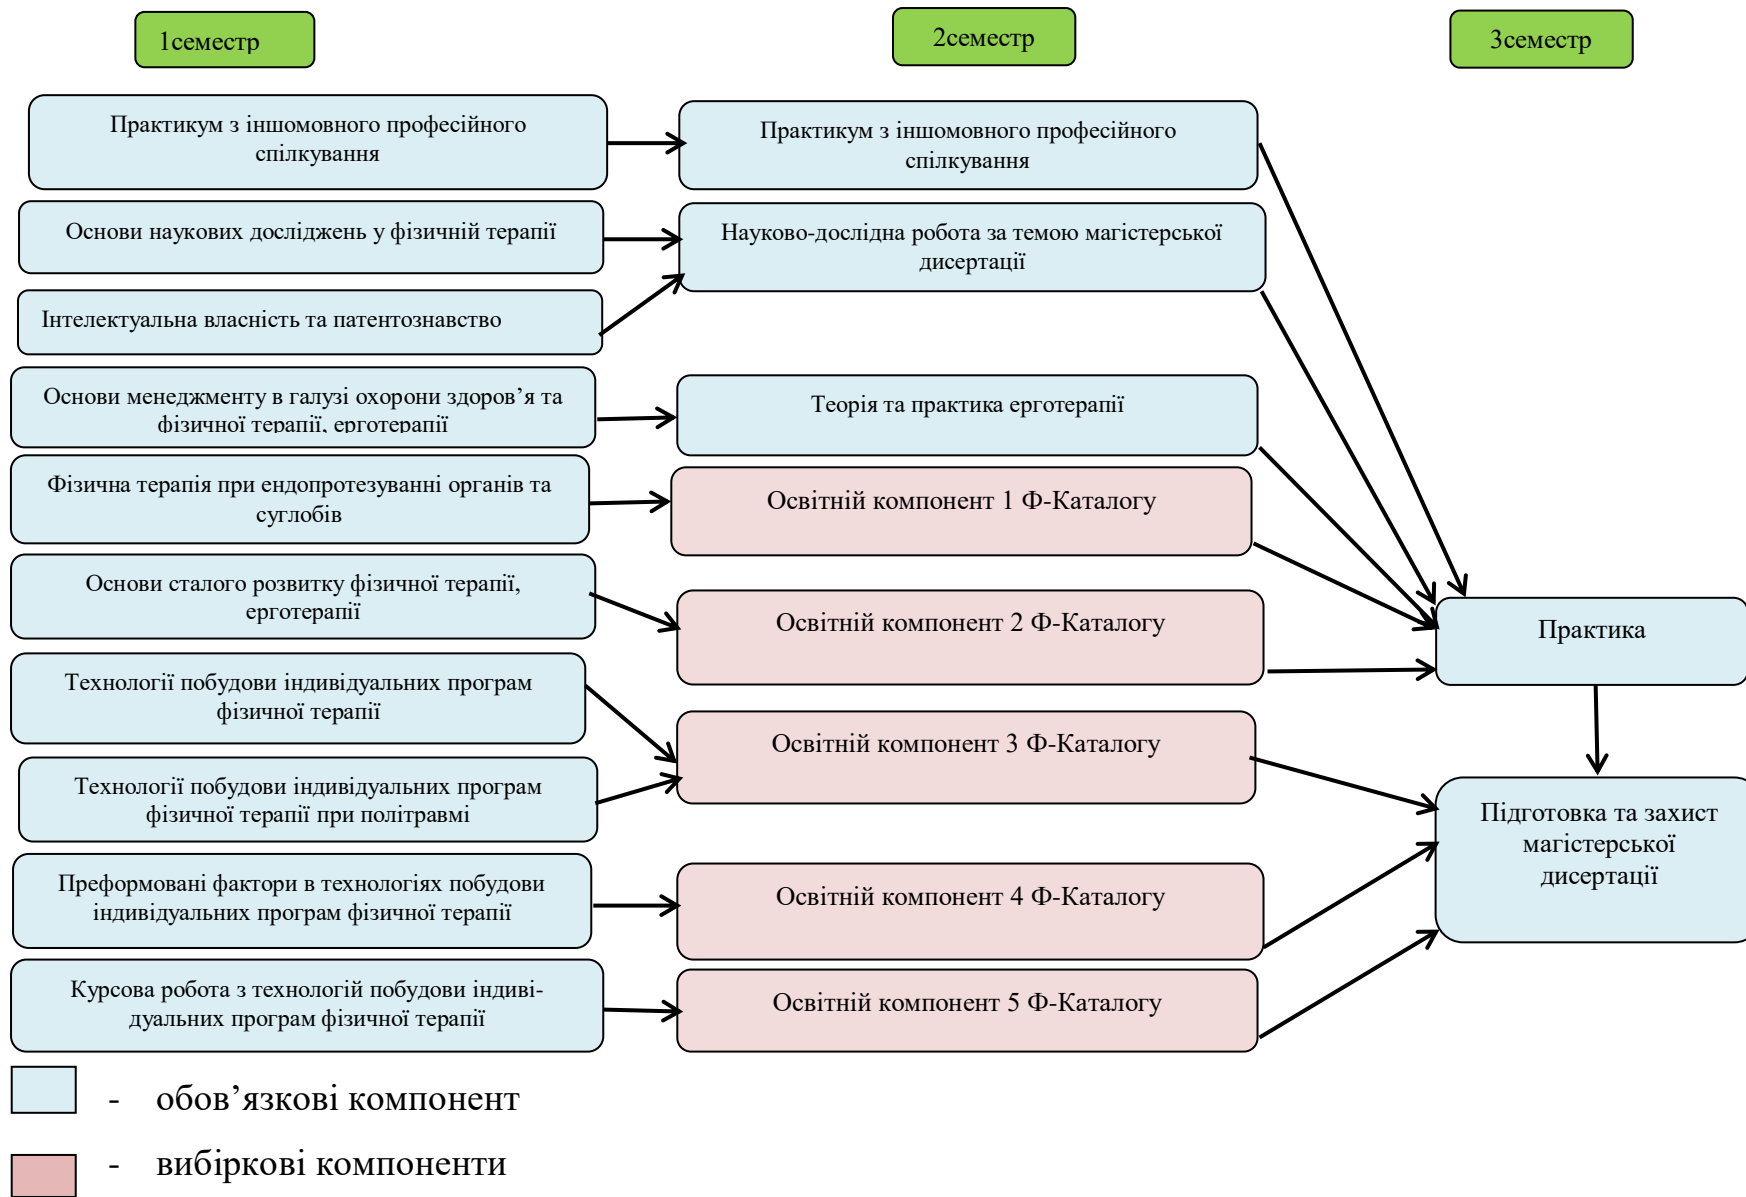 1семестр
2семестр
3семестр
Практикум з іншомовного професійного
спілкування
Практикум з іншомовного професійного
спілкування
Основи наукових досліджень у фізичній терапії
Науково-дослідна робота за темою магістерської
дисертації
Інтелектуальна власність та патентознавство
Основи менеджменту в галузі охорони здоров’я та
фізичної терапії, ерготерапії
Теорія та практика ерготерапії
Фізична терапія при ендопротезуванні органів та
суглобів
Освітній компонент 1 Ф-Каталогу
Основи сталого розвитку фізичної терапії,
ерготерапії
Освітній компонент 2 Ф-Каталогу
Практика
Технології побудови індивідуальних програм
фізичної терапії
Освітній компонент 3 Ф-Каталогу
Технології побудови індивідуальних програм
фізичної терапії при політравмі
Підготовка та захист
магістерської
дисертації
Преформовані фактори в технологіях побудови
індивідуальних програм фізичної терапії
Освітній компонент 4 Ф-Каталогу
Курсова робота з технологій побудови індиві-
дуальних програм фізичної терапії
Освітній компонент 5 Ф-Каталогу
- обов’язкові компонент
- вибіркові компоненти